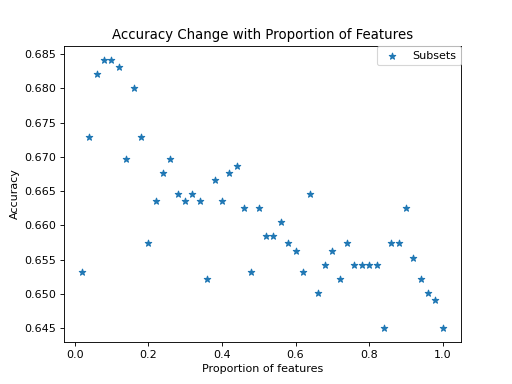 Accuracy Change with Proportion of Features
Subsets
Accuracy
0.685
0.680
0.675
0.670
0.665
0.660
0.655
0.650
0.645
0.0 0.2 0.4 0.6 0.8 1.0
Proportion of features